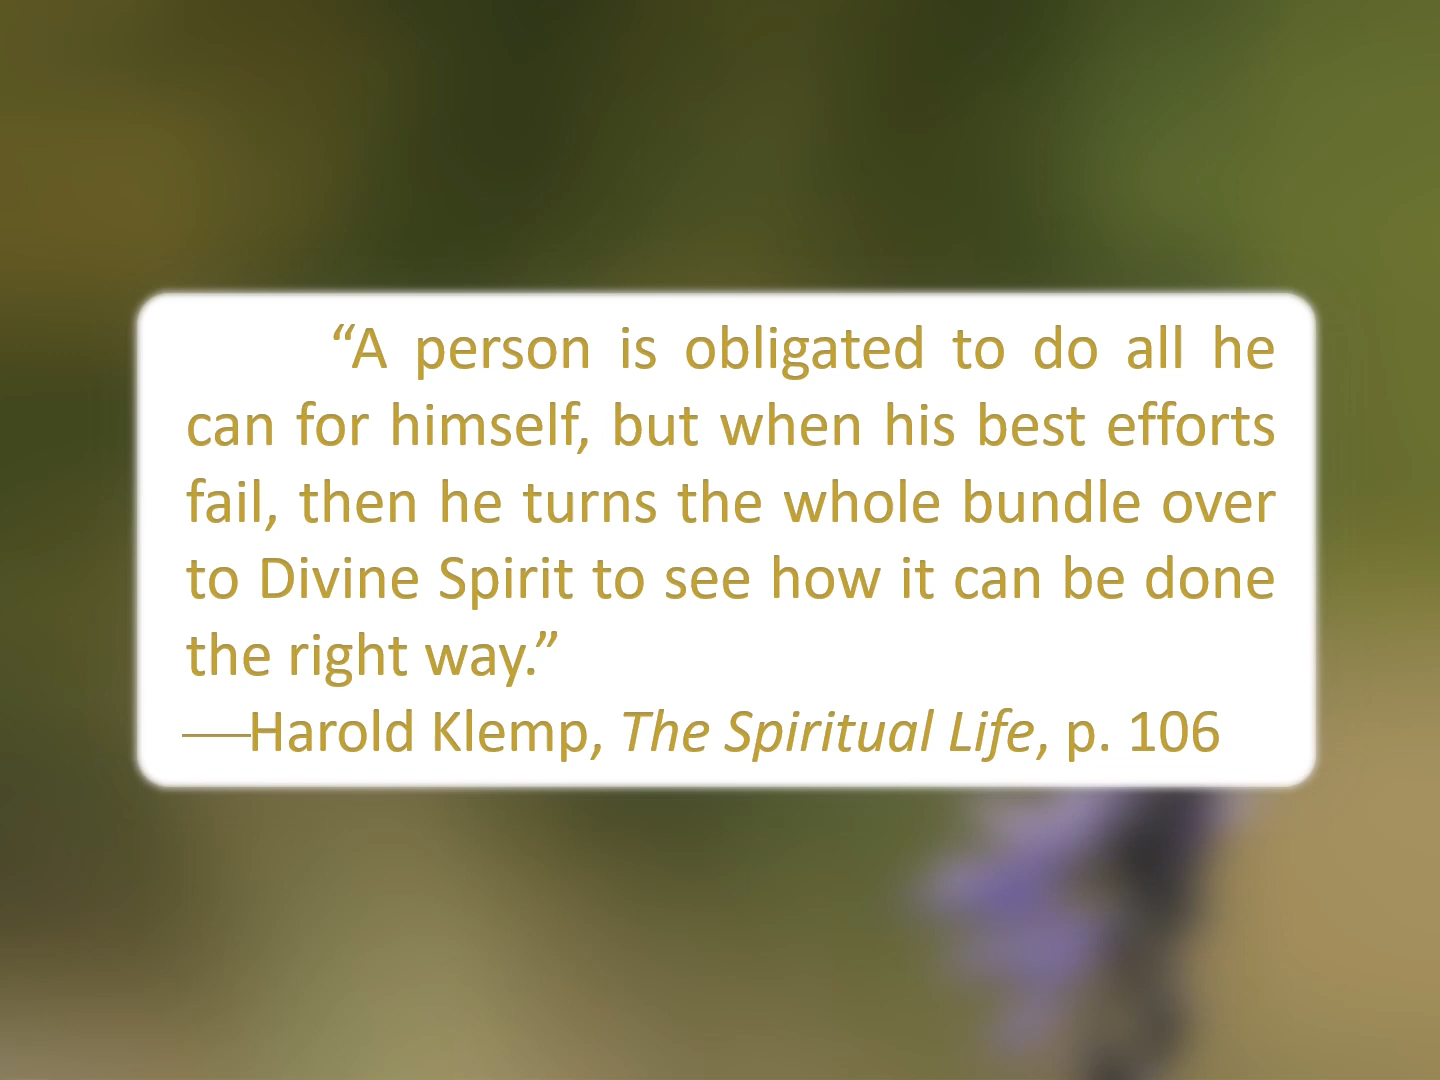 “A person is obligated to do all he
can for himself, but when his best efforts
fail, then he turns the whole bundle over
to Divine Spirit to see how it can be done
the right way.”
—Harold Klemp, The Spiritual Life, p. 106